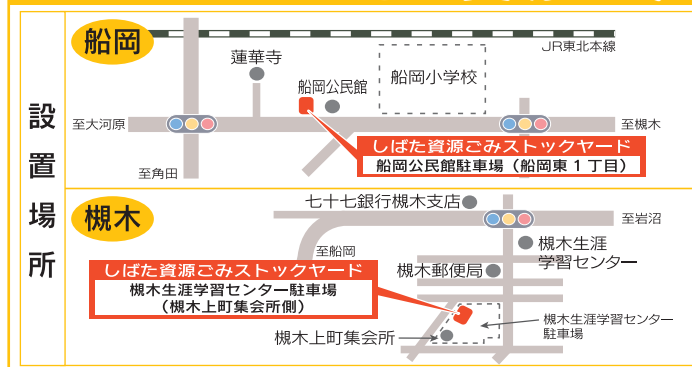 設置場所
船岡
JR東北本線
蓮華寺
船岡公民館
船岡小学校
至大河原
至槻木
しばた資源ごみストックヤード
船岡公民館駐車場（船岡東1丁目）
至角田
槻木
七十七銀行槻木支店
至岩沼
至船岡
槻木生涯
学習センター
しばた資源ごみストックヤード
槻木郵便局
槻木生涯学習センター駐車場
（槻木上町集会所側）
槻木生涯学習センター
駐車場
槻木上町集会所